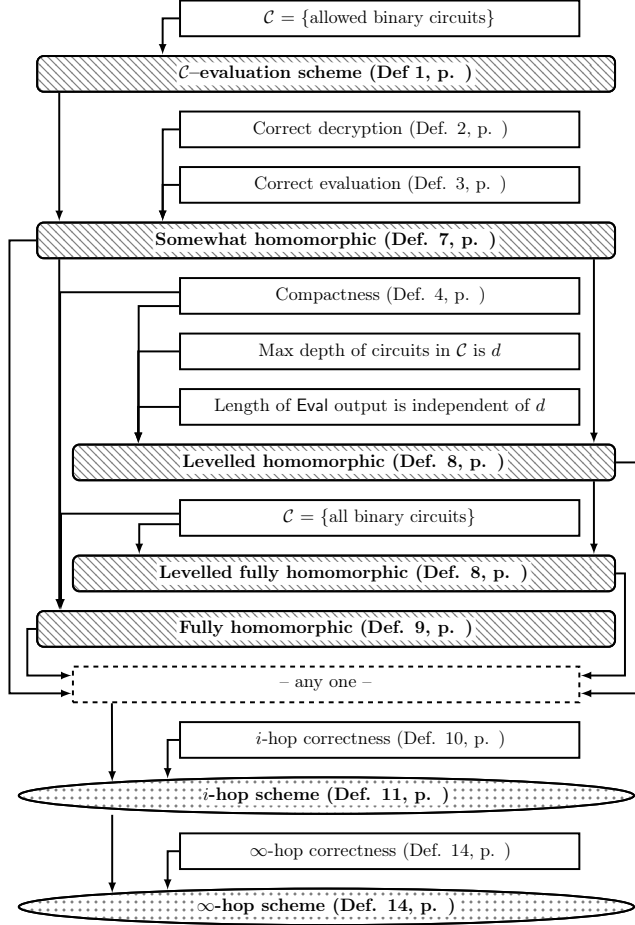 𝒞 = {allowed binary circuits}
𝒞–evaluation scheme (Def 1, p. )
Correct decryption (Def. 2, p. )
Correct evaluation (Def. 3, p. )
Somewhat homomorphic (Def. 7, p. )
Compactness (Def. 4, p. )
Max depth of circuits in 𝒞 is d
Length of Eval output is independent of d
Levelled homomorphic (Def. 8, p. )
𝒞 = {all binary circuits}
Levelled fully homomorphic (Def. 8, p. )
Fully homomorphic (Def. 9, p. )
– any one –
i-hop correctness (Def. 10, p. )
i-hop scheme (Def. 11, p. )
∞-hop correctness (Def. 14, p. )
∞-hop scheme (Def. 14, p. )